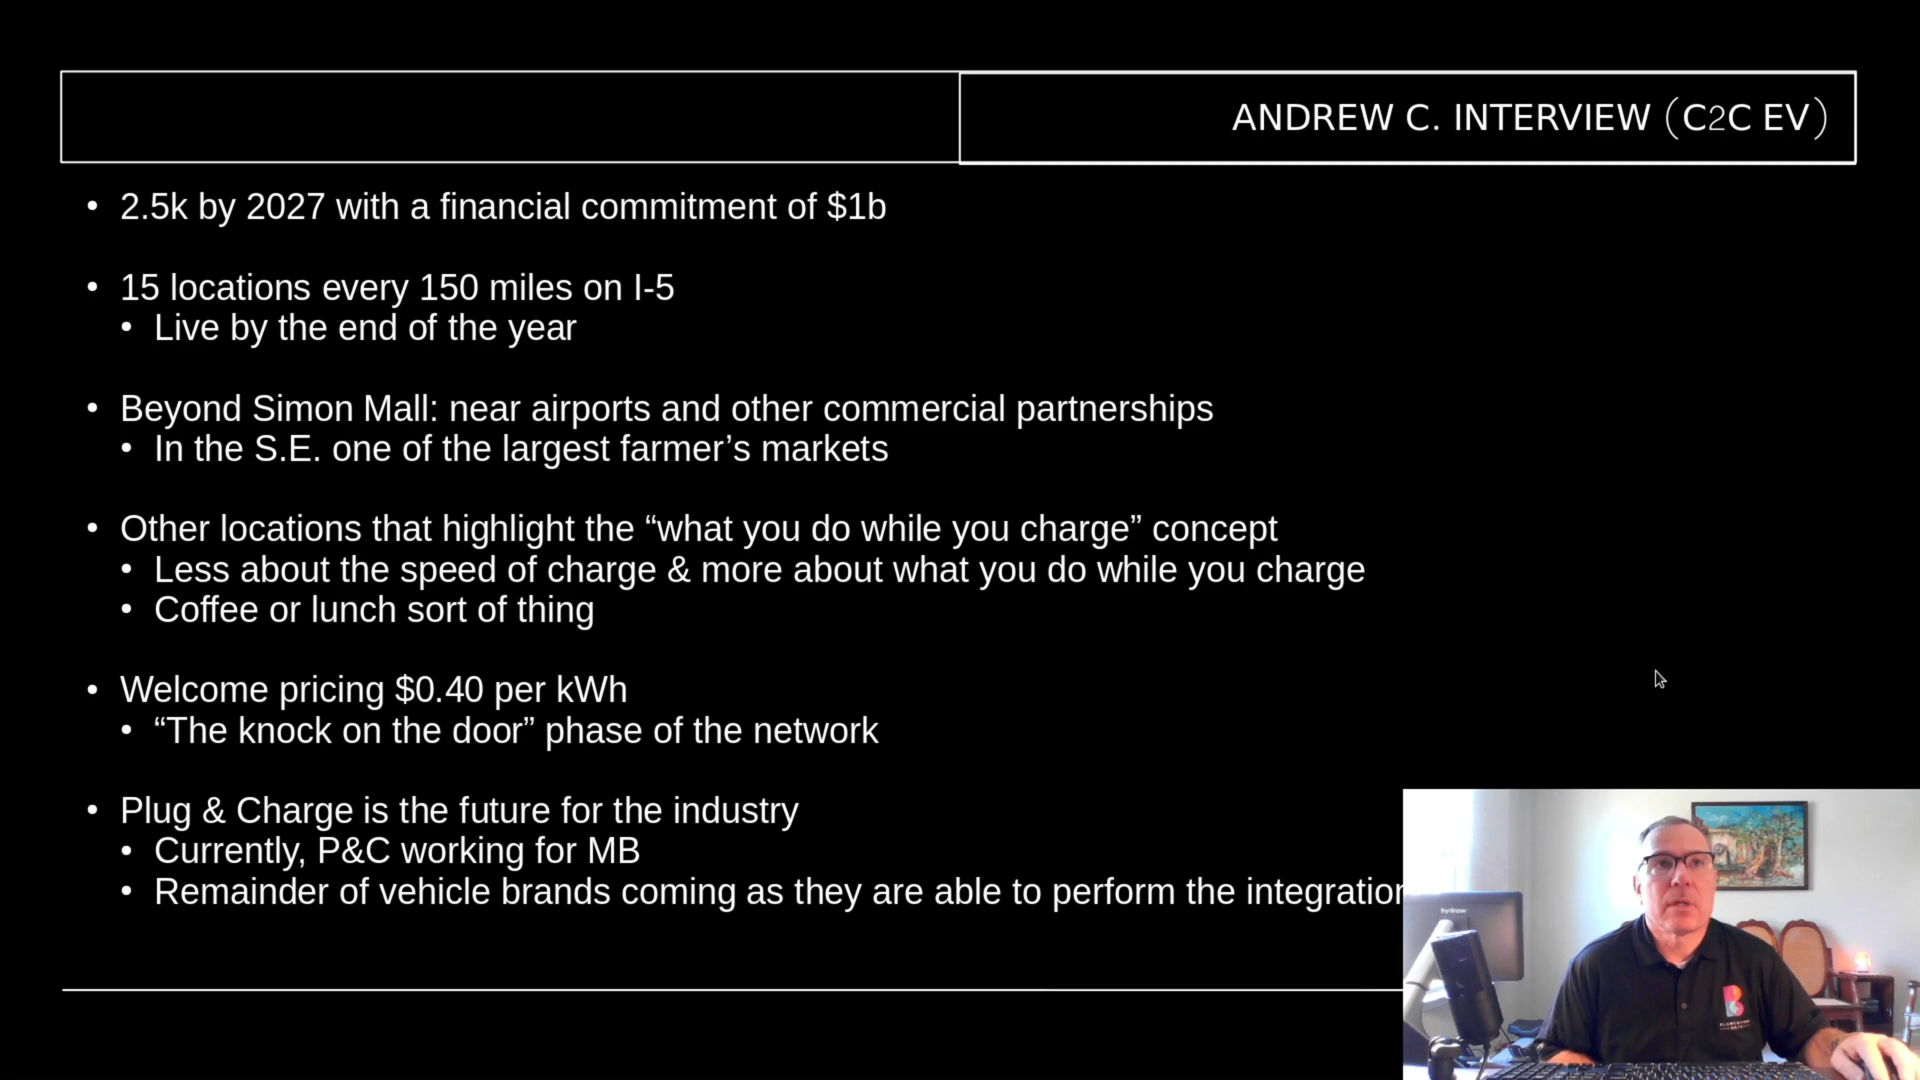 ANDREW C. INTERVIEW (C2C EV)
• 2.5k by 2027 with a financial commitment of $1b
• 15 locations every 150 miles on I-5
• Live by the end of the year
• Beyond Simon Mall: near airports and other commercial partnerships
• In the S.E. one of the largest farmer’s markets
• Other locations that highlight the “what you do while you charge” concept
• Less about the speed of charge & more about what you do while you charge
• Coffee or lunch sort of thing
• Welcome pricing $0.40 per kWh
• “The knock on the door” phase of the network
• Plug & Charge is the future for the industry
• Currently, P&C working for MB
• Remainder of vehicle brands coming as they are able to perform the integration